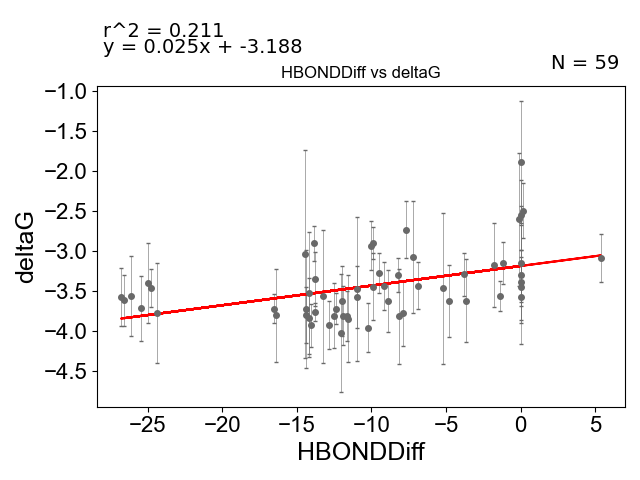 r^2 = 0.211
y = 0.025x + -3.188
N = 59
HBONDDiff vs deltaG
−1.0
−1.5
−2.0
−2.5
−3.0
−3.5
−4.0
−4.5
deltaG
−25 −20 −15 −10 −5 0 5
HBONDDiff